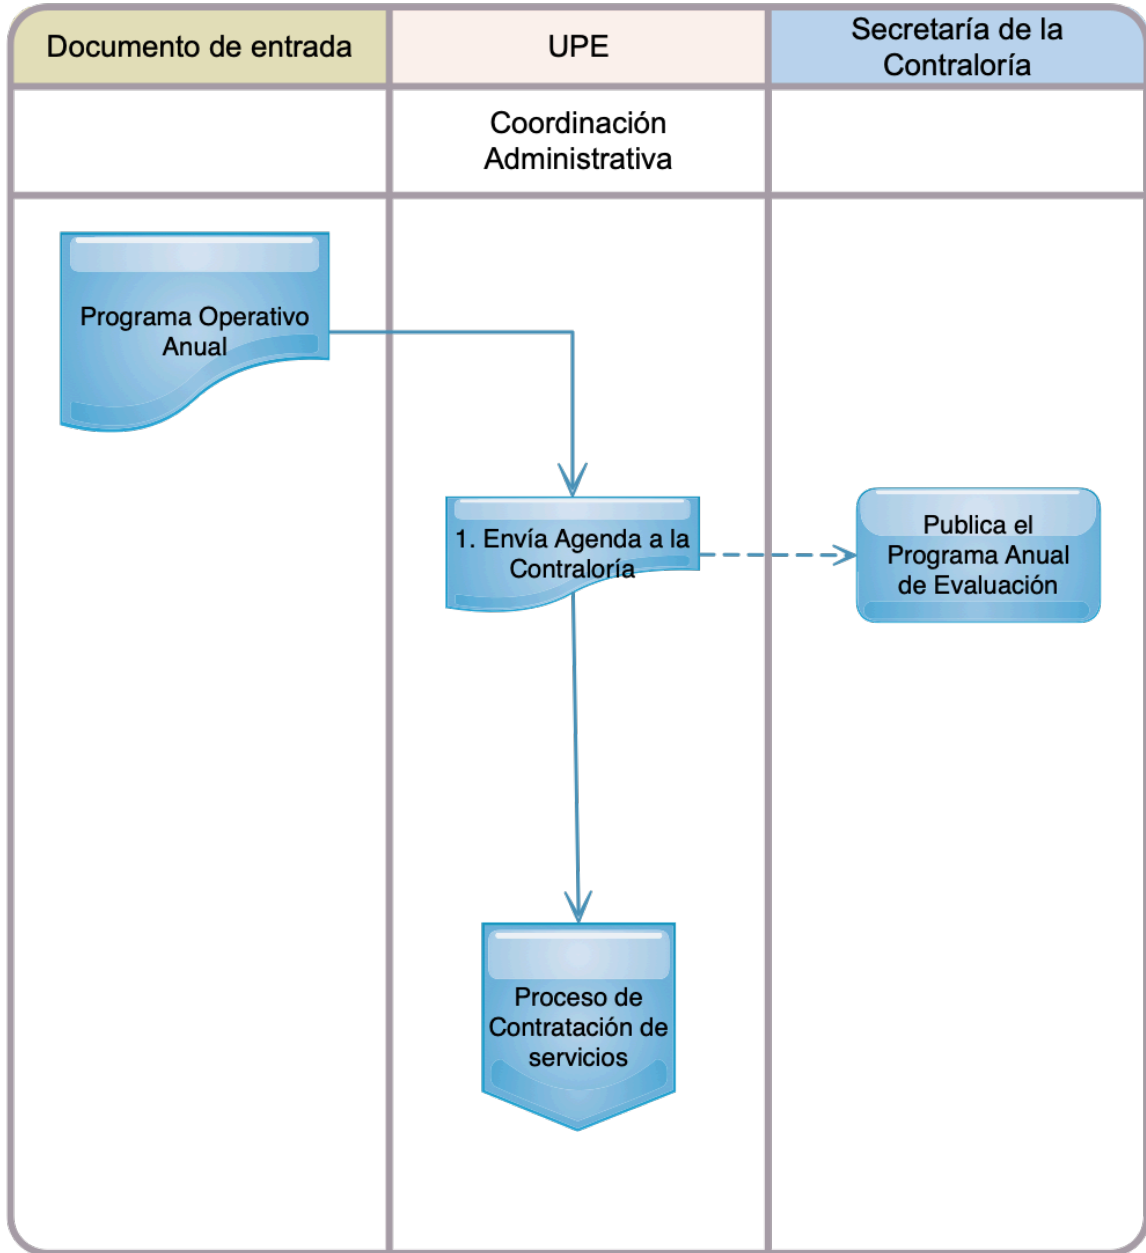 Documento de entrada
UPE
Secretaría de la
Contraloría
Coordinación
Administrativa
Programa Operativo
Anual
1. Envía Agenda a la
Contraloría
Publica el
Programa Anual
de Evaluación
Proceso de
Contratación de
servicios